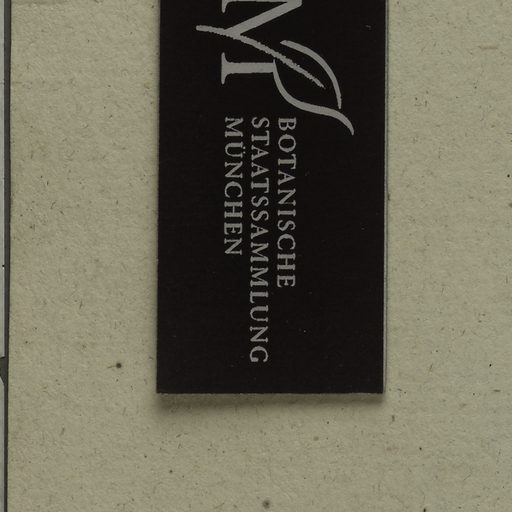 M
BOTANISCHE
STAATSSAMMLUNG
MÜNCHEN